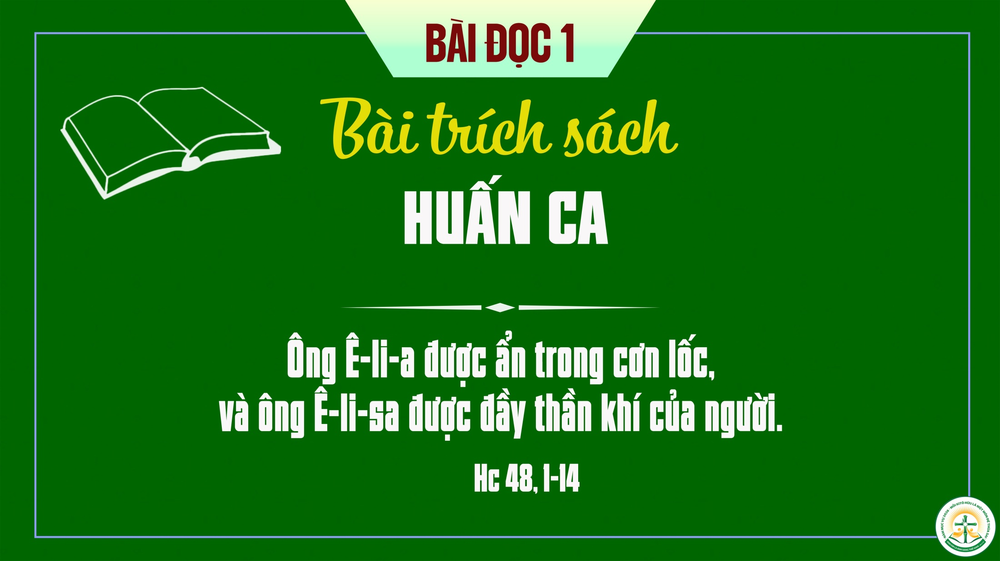 BÀI ĐỌC 1
Bài trích sách
HUẤN CA
Ông Ê-li-a được ẩn trong cơn lốc,
và ông Ê-li-sa được đầy thần khí của người.
Hc 48, 1-14
NĂM MỤC VỤ 2026 • MỖI KITÔ HỮU LÀ MỘT MÔN ĐỆ THỪA SAI
ANH EM LÀ ÁNH SÁNG THẾ GIAN